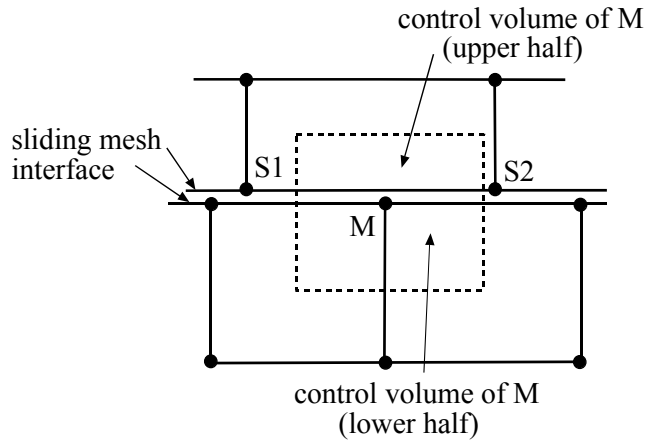 control volume of M
(upper half)
sliding mesh
interface
S1
S2
M
control volume of M
(lower half)